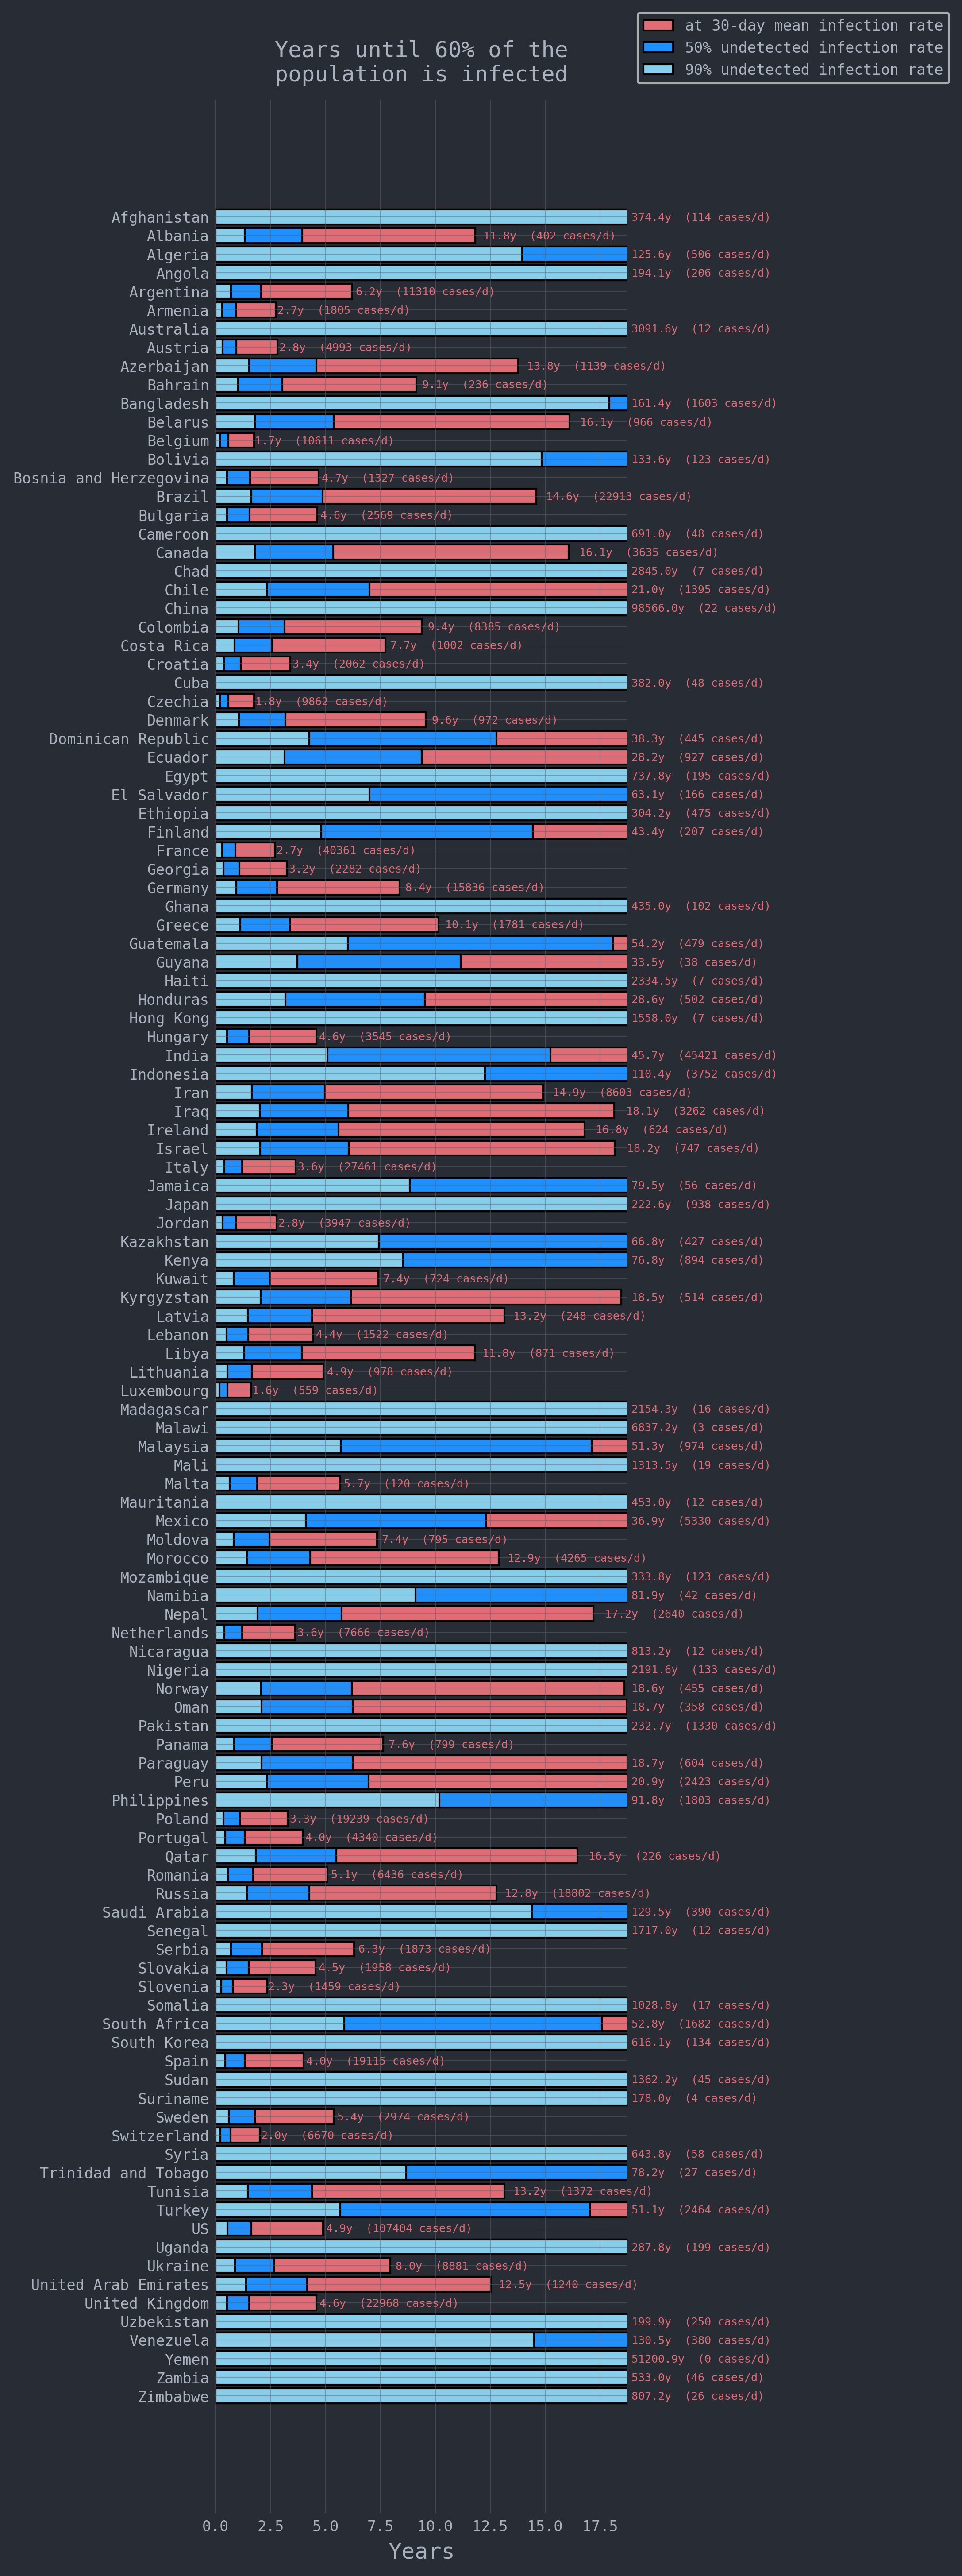 at 30-day mean infection rate
50% undetected infection rate
90% undetected infection rate
Years until 60% of the
population is infected
Afghanistan 374.4y (114 cases/d)
Albania 11.8y (402 cases/d)
Algeria 125.6y (506 cases/d)
Angola 194.1y (206 cases/d)
Argentina 6.2y (11310 cases/d)
Armenia 2.7y (1805 cases/d)
Australia 3091.6y (12 cases/d)
Austria 2.8y (4993 cases/d)
Azerbaijan 13.8y (1139 cases/d)
Bahrain 9.1y (236 cases/d)
Bangladesh 161.4y (1603 cases/d)
Belarus 16.1y (966 cases/d)
Belgium 1.7y (10611 cases/d)
Bolivia 133.6y (123 cases/d)
Bosnia and Herzegovina 4.7y (1327 cases/d)
Brazil 14.6y (22913 cases/d)
Bulgaria 4.6y (2569 cases/d)
Cameroon 691.0y (48 cases/d)
Canada 16.1y (3635 cases/d)
Chad 2845.0y (7 cases/d)
Chile 21.0y (1395 cases/d)
China 98566.0y (22 cases/d)
Colombia 9.4y (8385 cases/d)
Costa Rica 7.7y (1002 cases/d)
Croatia 3.4y (2062 cases/d)
Cuba 382.0y (48 cases/d)
Czechia 1.8y (9862 cases/d)
Denmark 9.6y (972 cases/d)
Dominican Republic 38.3y (445 cases/d)
Ecuador 28.2y (927 cases/d)
Egypt 737.8y (195 cases/d)
El Salvador 63.1y (166 cases/d)
Ethiopia 304.2y (475 cases/d)
Finland 43.4y (207 cases/d)
France 2.7y (40361 cases/d)
Georgia 3.2y (2282 cases/d)
Germany 8.4y (15836 cases/d)
Ghana 435.0y (102 cases/d)
Greece 10.1y (1781 cases/d)
Guatemala 54.2y (479 cases/d)
Guyana 33.5y (38 cases/d)
Haiti 2334.5y (7 cases/d)
Honduras 28.6y (502 cases/d)
Hong Kong 1558.0y (7 cases/d)
Hungary 4.6y (3545 cases/d)
India 45.7y (45421 cases/d)
Indonesia 110.4y (3752 cases/d)
Iran 14.9y (8603 cases/d)
Iraq 18.1y (3262 cases/d)
Ireland 16.8y (624 cases/d)
Israel 18.2y (747 cases/d)
Italy 3.6y (27461 cases/d)
Jamaica 79.5y (56 cases/d)
Japan 222.6y (938 cases/d)
Jordan 2.8y (3947 cases/d)
Kazakhstan 66.8y (427 cases/d)
Kenya 76.8y (894 cases/d)
Kuwait 7.4y (724 cases/d)
Kyrgyzstan 18.5y (514 cases/d)
Latvia 13.2y (248 cases/d)
Lebanon 4.4y (1522 cases/d)
Libya 11.8y (871 cases/d)
Lithuania 4.9y (978 cases/d)
Luxembourg 1.6y (559 cases/d)
Madagascar 2154.3y (16 cases/d)
Malawi 6837.2y (3 cases/d)
Malaysia 51.3y (974 cases/d)
Mali 1313.5y (19 cases/d)
Malta 5.7y (120 cases/d)
Mauritania 453.0y (12 cases/d)
Mexico 36.9y (5330 cases/d)
Moldova 7.4y (795 cases/d)
Morocco 12.9y (4265 cases/d)
Mozambique 333.8y (123 cases/d)
Namibia 81.9y (42 cases/d)
Nepal 17.2y (2640 cases/d)
Netherlands 3.6y (7666 cases/d)
Nicaragua 813.2y (12 cases/d)
Nigeria 2191.6y (133 cases/d)
Norway 18.6y (455 cases/d)
Oman 18.7y (358 cases/d)
Pakistan 232.7y (1330 cases/d)
Panama 7.6y (799 cases/d)
Paraguay 18.7y (604 cases/d)
Peru 20.9y (2423 cases/d)
Philippines 91.8y (1803 cases/d)
Poland 3.3y (19239 cases/d)
Portugal 4.0y (4340 cases/d)
Qatar 16.5y (226 cases/d)
Romania 5.1y (6436 cases/d)
Russia 12.8y (18802 cases/d)
Saudi Arabia 129.5y (390 cases/d)
Senegal 1717.0y (12 cases/d)
Serbia 6.3y (1873 cases/d)
Slovakia 4.5y (1958 cases/d)
Slovenia 2.3y (1459 cases/d)
Somalia 1028.8y (17 cases/d)
South Africa 52.8y (1682 cases/d)
South Korea 616.1y (134 cases/d)
Spain 4.0y (19115 cases/d)
Sudan 1362.2y (45 cases/d)
Suriname 178.0y (4 cases/d)
Sweden 5.4y (2974 cases/d)
Switzerland 2.0y (6670 cases/d)
Syria 643.8y (58 cases/d)
Trinidad and Tobago 78.2y (27 cases/d)
Tunisia 13.2y (1372 cases/d)
Turkey 51.1y (2464 cases/d)
US 4.9y (107404 cases/d)
Uganda 287.8y (199 cases/d)
Ukraine 8.0y (8881 cases/d)
United Arab Emirates 12.5y (1240 cases/d)
United Kingdom 4.6y (22968 cases/d)
Uzbekistan 199.9y (250 cases/d)
Venezuela 130.5y (380 cases/d)
Yemen 51200.9y (0 cases/d)
Zambia 533.0y (46 cases/d)
Zimbabwe 807.2y (26 cases/d)
0.0 2.5 5.0 7.5 10.0 12.5 15.0 17.5
Years